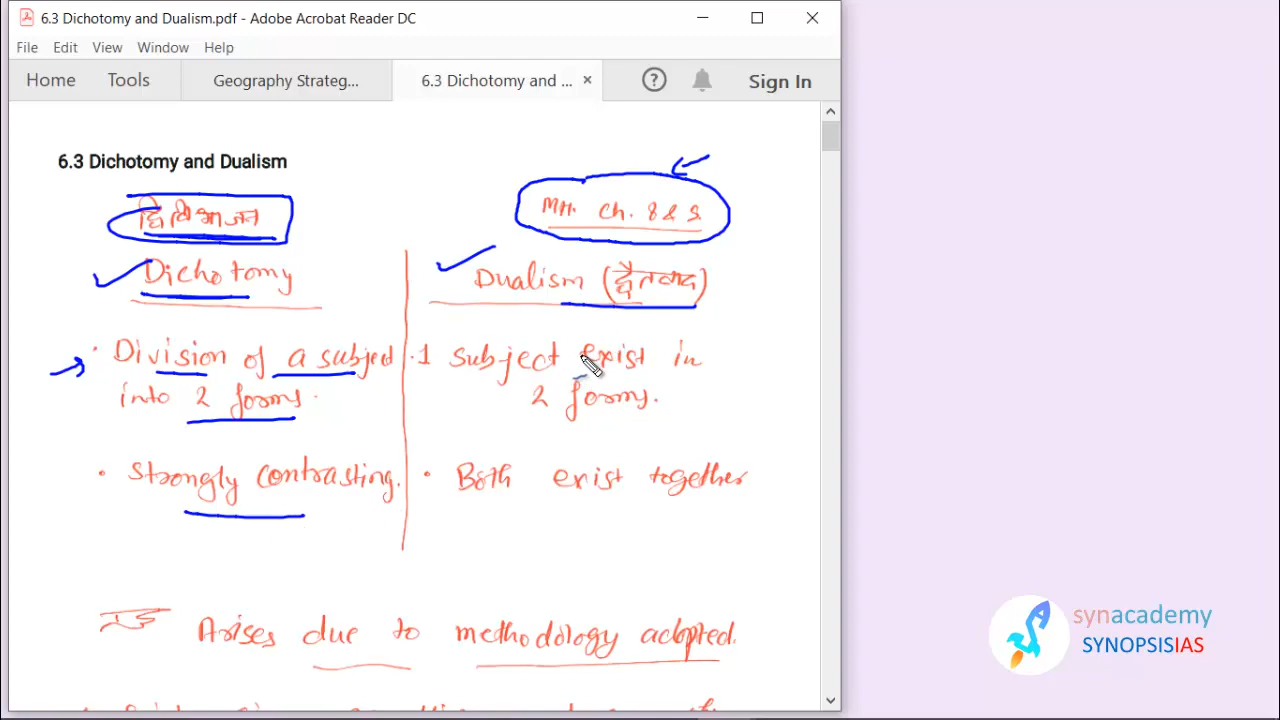 6.3 Dichotomy and Dualism.pdf - Adobe Acrobat Reader DC
File Edit View Window Help
Home Tools Geography Strateg... 6.3 Dichotomy and ... × ? Sign In
6.3 Dichotomy and Dualism
द्विविभाजन
MH. Ch. 8 & 9
Dichotomy
Dualism (द्वैतवाद)
· Division of a subject
into 2 forms.
· 1 subject exist in
2 forms.
· Strongly contrasting.
· Both exist together
Arises due to methodology adopted.
synacademy
SYNOPSISIAS